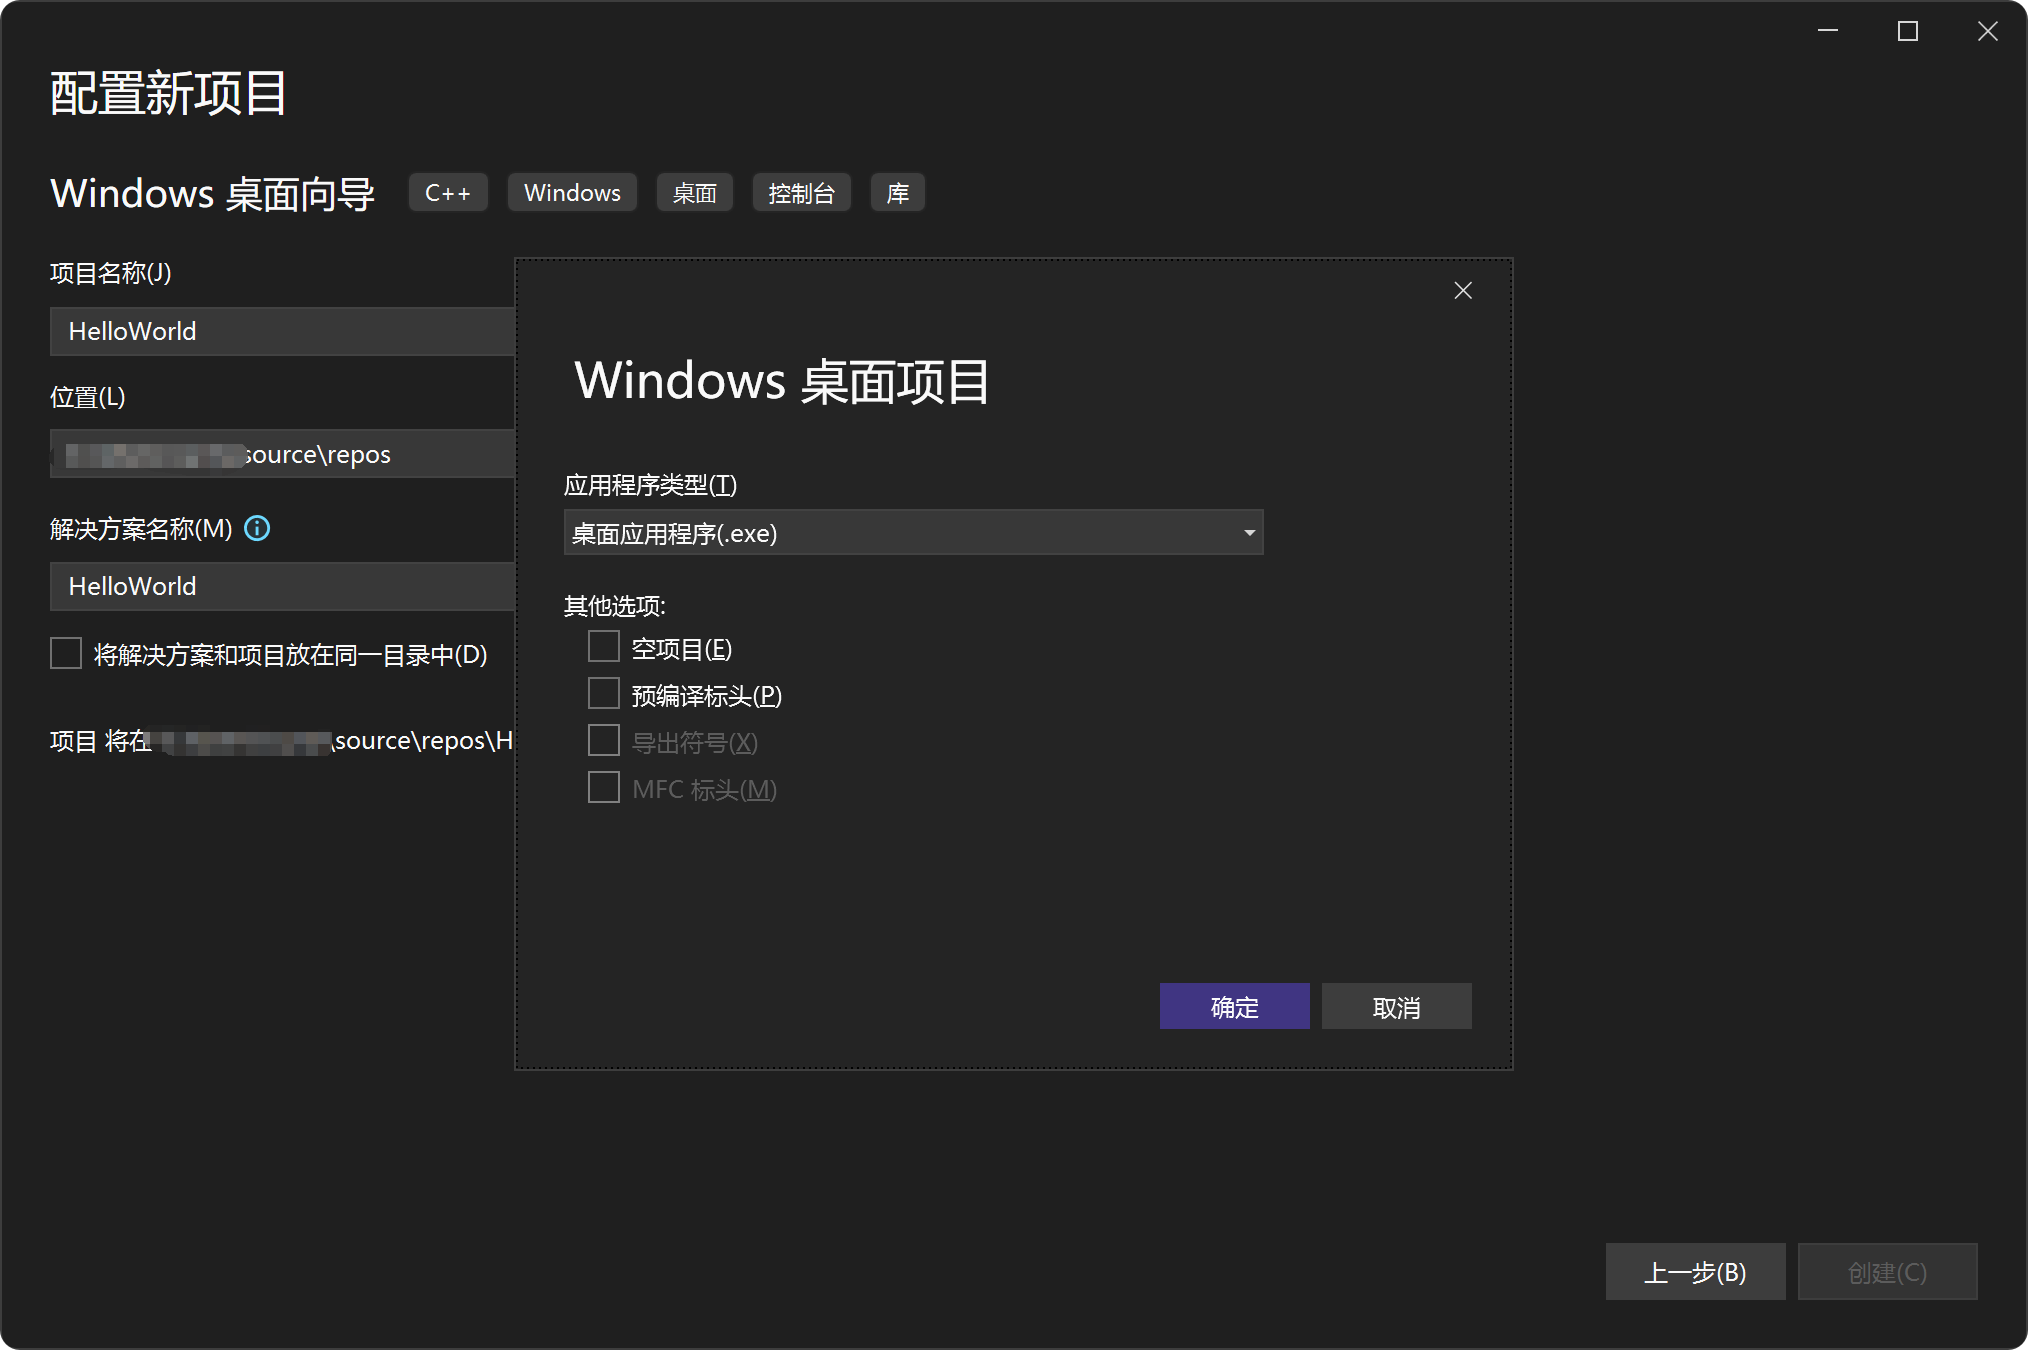 配置新项目
Windows 桌面向导 C++ Windows 桌面 控制台 库
项目名称(J)
HelloWorld
位置(L)
source\repos
解决方案名称(M)
HelloWorld
将解决方案和项目放在同一目录中(D)
项目 将在 \source\repos\H
Windows 桌面项目
应用程序类型(T)
桌面应用程序(.exe)
其他选项:
空项目(E)
预编译标头(P)
导出符号(X)
MFC 标头(M)
确定 取消
上一步(B) 创建(C)